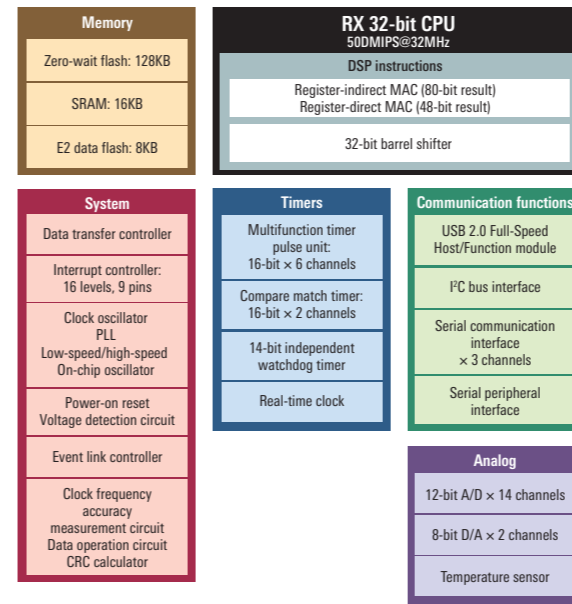 Memory
Zero-wait flash: 128KB
SRAM: 16KB
E2 data flash: 8KB
RX 32-bit CPU
50DMIPS@32MHz
DSP instructions
Register-indirect MAC (80-bit result)
Register-direct MAC (48-bit result)
32-bit barrel shifter
System
Data transfer controller
Interrupt controller:
16 levels, 9 pins
Clock oscillator
PLL
Low-speed/high-speed
On-chip oscillator
Power-on reset
Voltage detection circuit
Event link controller
Clock frequency
accuracy
measurement circuit
Data operation circuit
CRC calculator
Timers
Multifunction timer
pulse unit:
16-bit × 6 channels
Compare match timer:
16-bit × 2 channels
14-bit independent
watchdog timer
Real-time clock
Communication functions
USB 2.0 Full-Speed
Host/Function module
I²C bus interface
Serial communication
interface
× 3 channels
Serial peripheral
interface
Analog
12-bit A/D × 14 channels
8-bit D/A × 2 channels
Temperature sensor